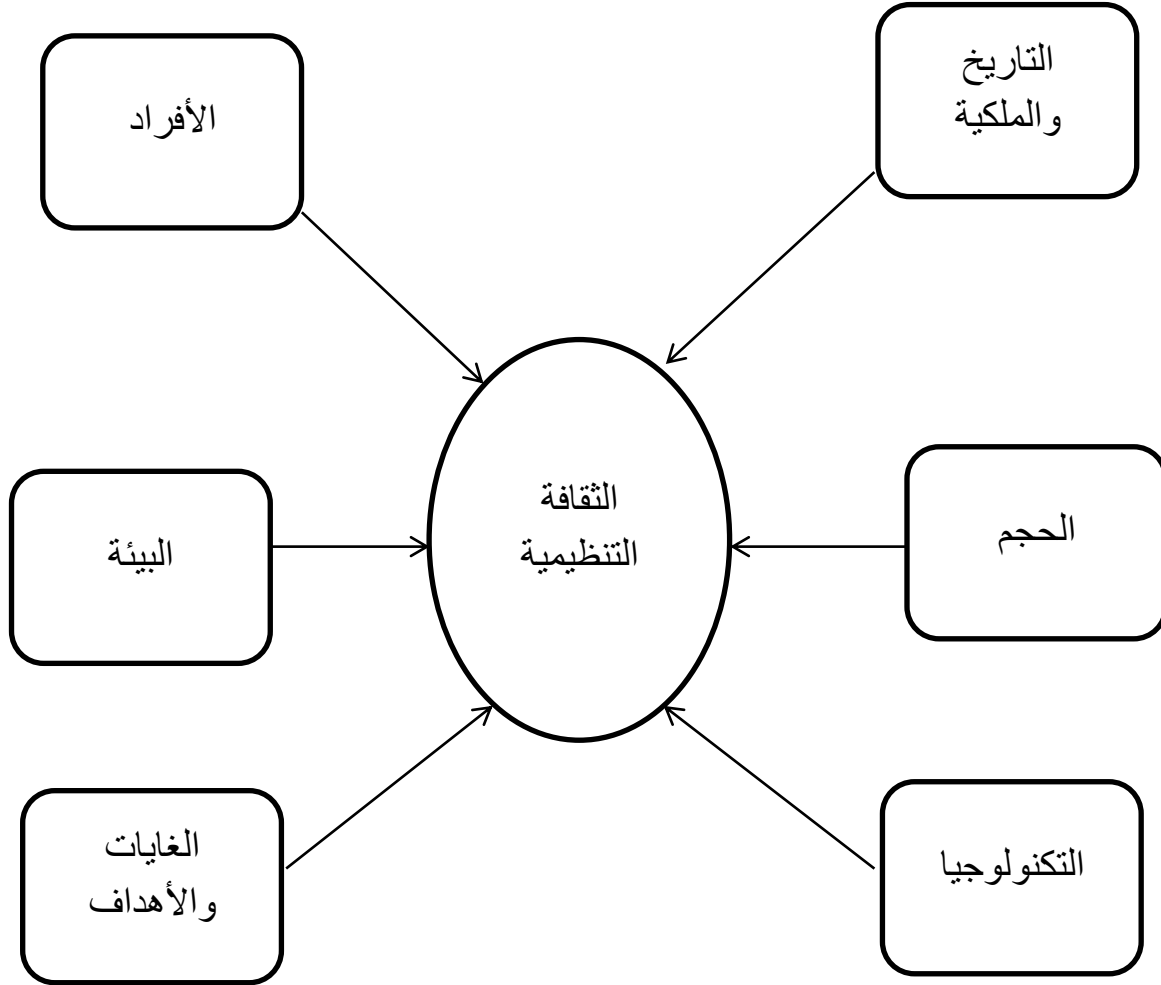 التاريخ
والملكية
الأفراد
الحجم
الثقافة
التنظيمية
البيئة
التكنولوجيا
الغايات
والأهداف